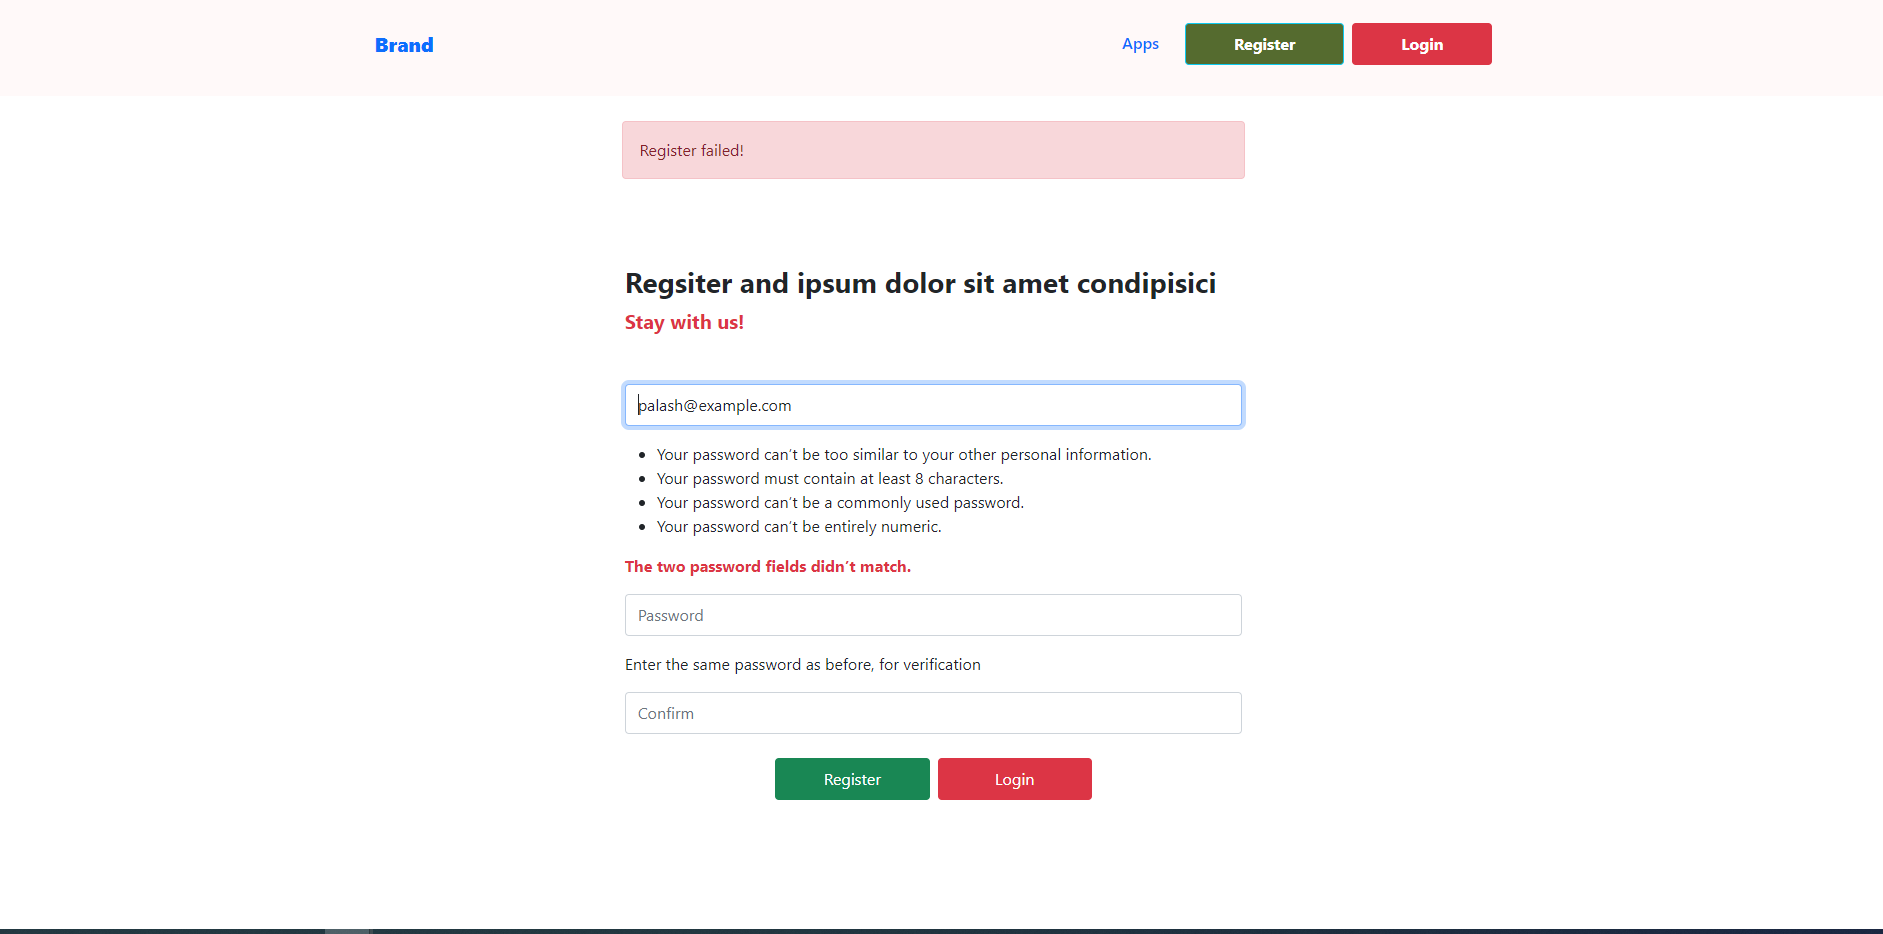 Brand
Apps
Register
Login
Register failed!
Regsiter and ipsum dolor sit amet condipisici
Stay with us!
palash@example.com
• Your password can’t be too similar to your other personal information.
• Your password must contain at least 8 characters.
• Your password can’t be a commonly used password.
• Your password can’t be entirely numeric.
The two password fields didn’t match.
Password
Enter the same password as before, for verification
Confirm
Register
Login